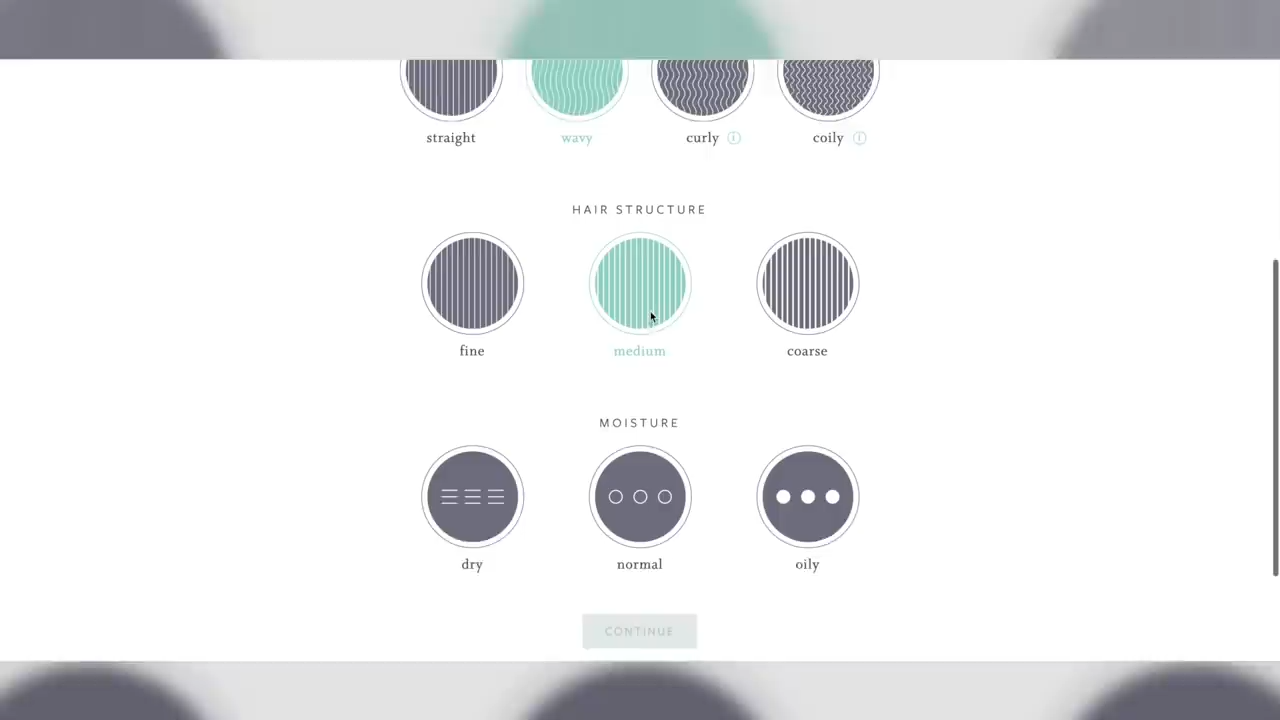 straight wavy curly coily
HAIR STRUCTURE
fine medium coarse
MOISTURE
dry normal oily
CONTINUE